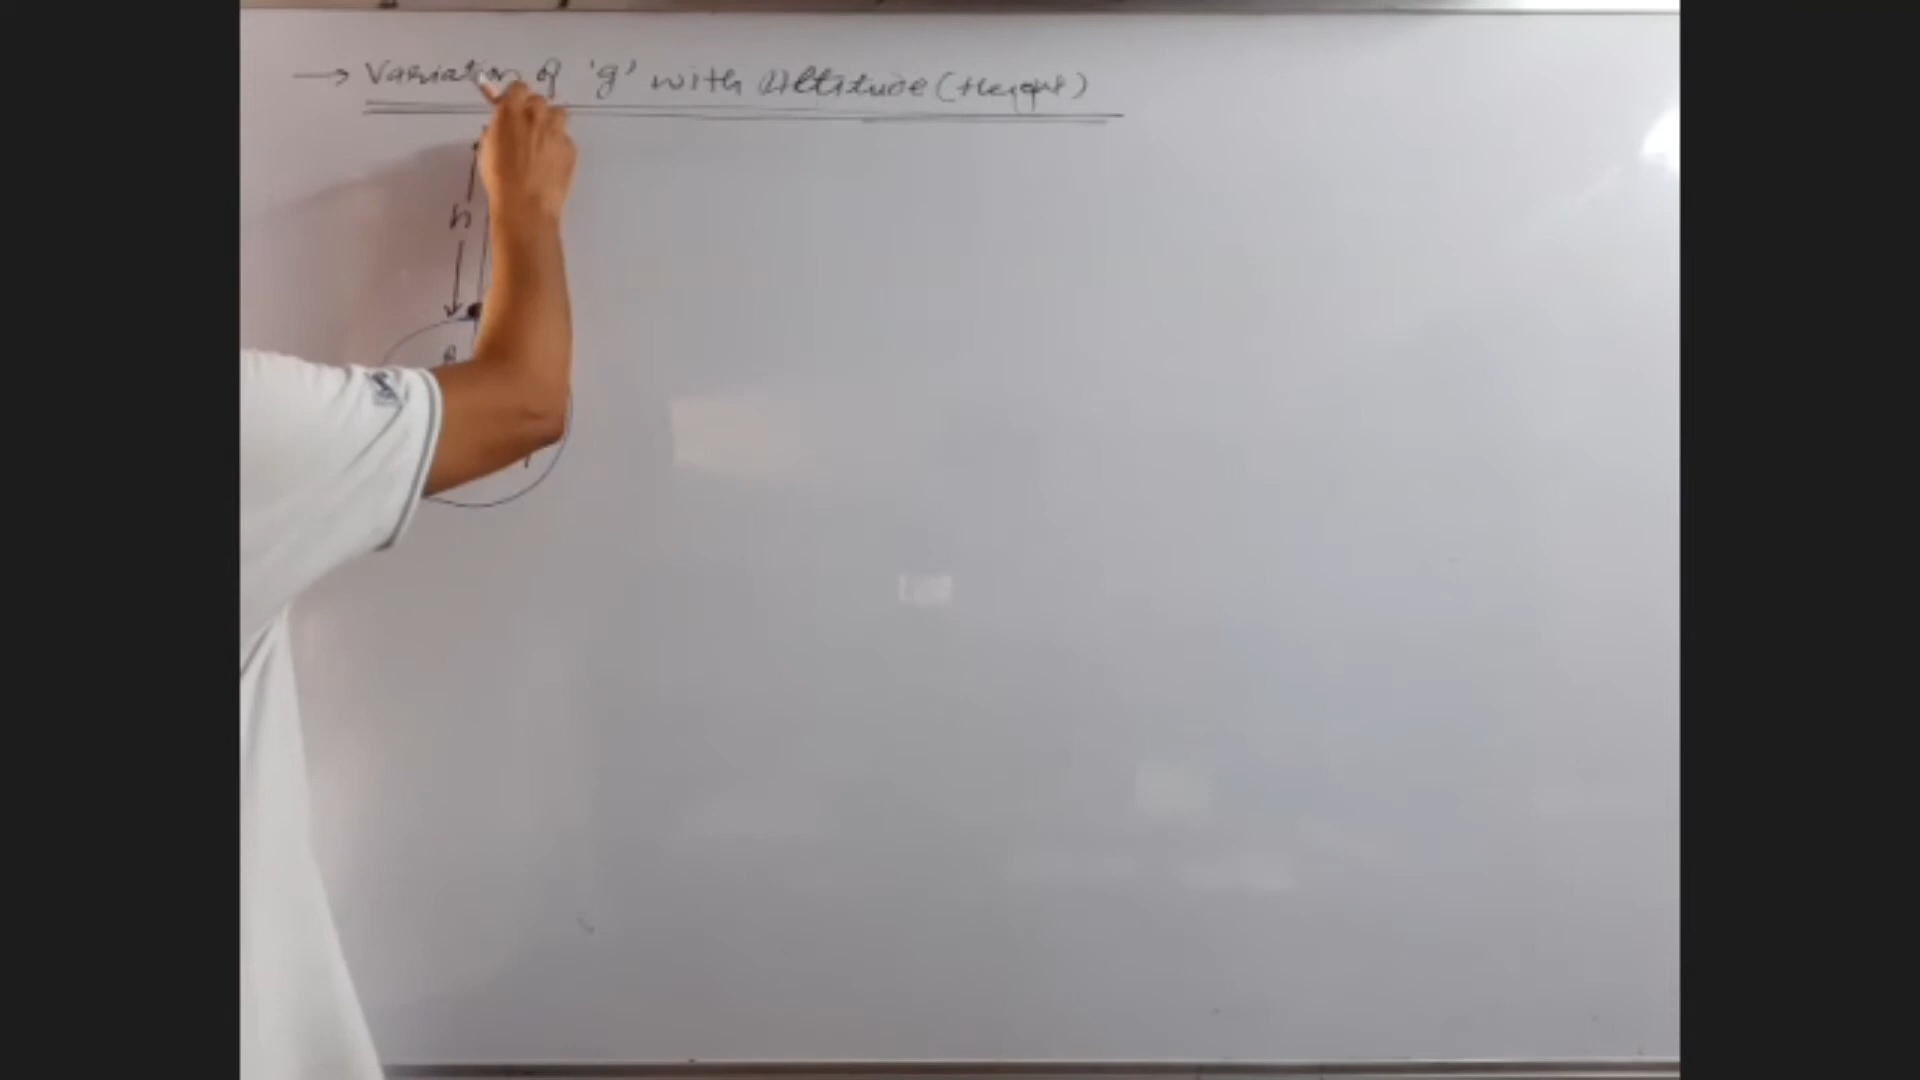 → Variation of 'g' with Altitude (Height)
h